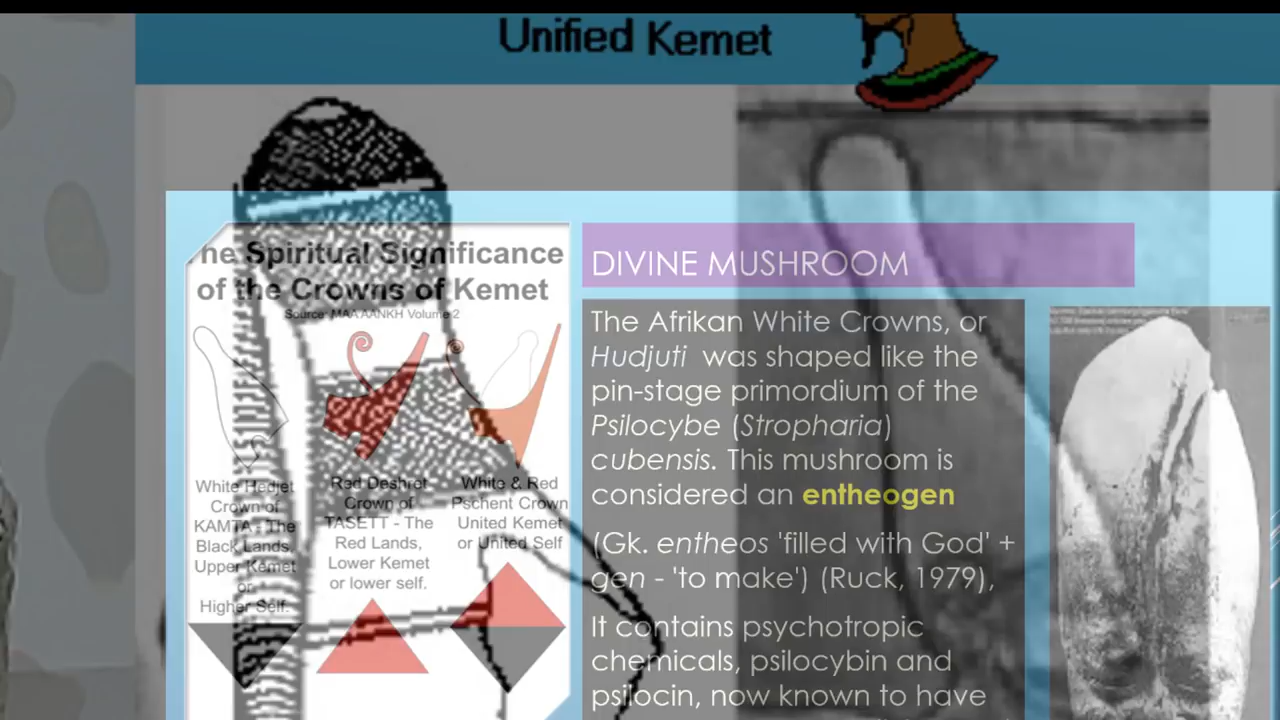 Unified Kemet
he Spiritual Significance
of the Crowns of Kemet
Source: MAA AANKH Volume 2
White Hedjet
Crown of
KAMTA - The
Black Lands,
Upper Kemet
or
Higher Self.
Red Deshret
Crown of
TASETT - The
Red Lands,
Lower Kemet
or lower self.
White & Red
Pschent Crown
United Kemet
or United Self
DIVINE MUSHROOM
The Afrikan White Crowns, or
Hudjuti was shaped like the
pin-stage primordium of the
Psilocybe (Stropharia)
cubensis. This mushroom is
considered an entheogen
(Gk. entheos 'filled with God' +
gen - 'to make') (Ruck, 1979),
It contains psychotropic
chemicals, psilocybin and
psilocin, now known to have